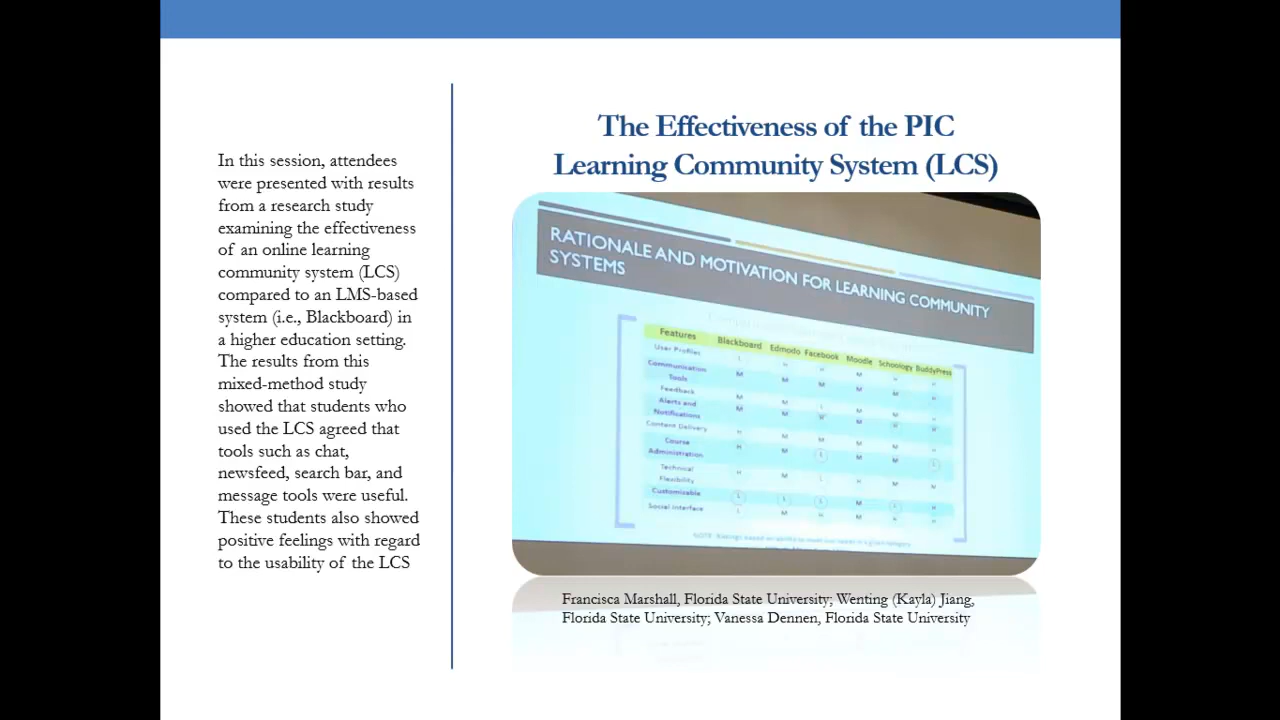 The Effectiveness of the PIC
Learning Community System (LCS)
In this session, attendees
were presented with results
from a research study
examining the effectiveness
of an online learning
community system (LCS)
compared to an LMS-based
system (i.e., Blackboard) in
a higher education setting.
The results from this
mixed-method study
showed that students who
used the LCS agreed that
tools such as chat,
newsfeed, search bar, and
message tools were useful.
These students also showed
positive feelings with regard
to the usability of the LCS
RATIONALE AND MOTIVATION FOR LEARNING COMMUNITY
SYSTEMS
Features Blackboard Edmodo Facebook Moodle Schoology BuddyPress
User Profiles
Communication
Tools M M M M M
Feedback M M
Alerts and
Notifications M M M
Content Delivery H M M M M
Course
Administration H M M M
Technical
Flexibility H M L H M M
Customizable L L L M
Social Interface L M H M H H
Francisca Marshall, Florida State University; Wenting (Kayla) Jiang,
Florida State University; Vanessa Dennen, Florida State University